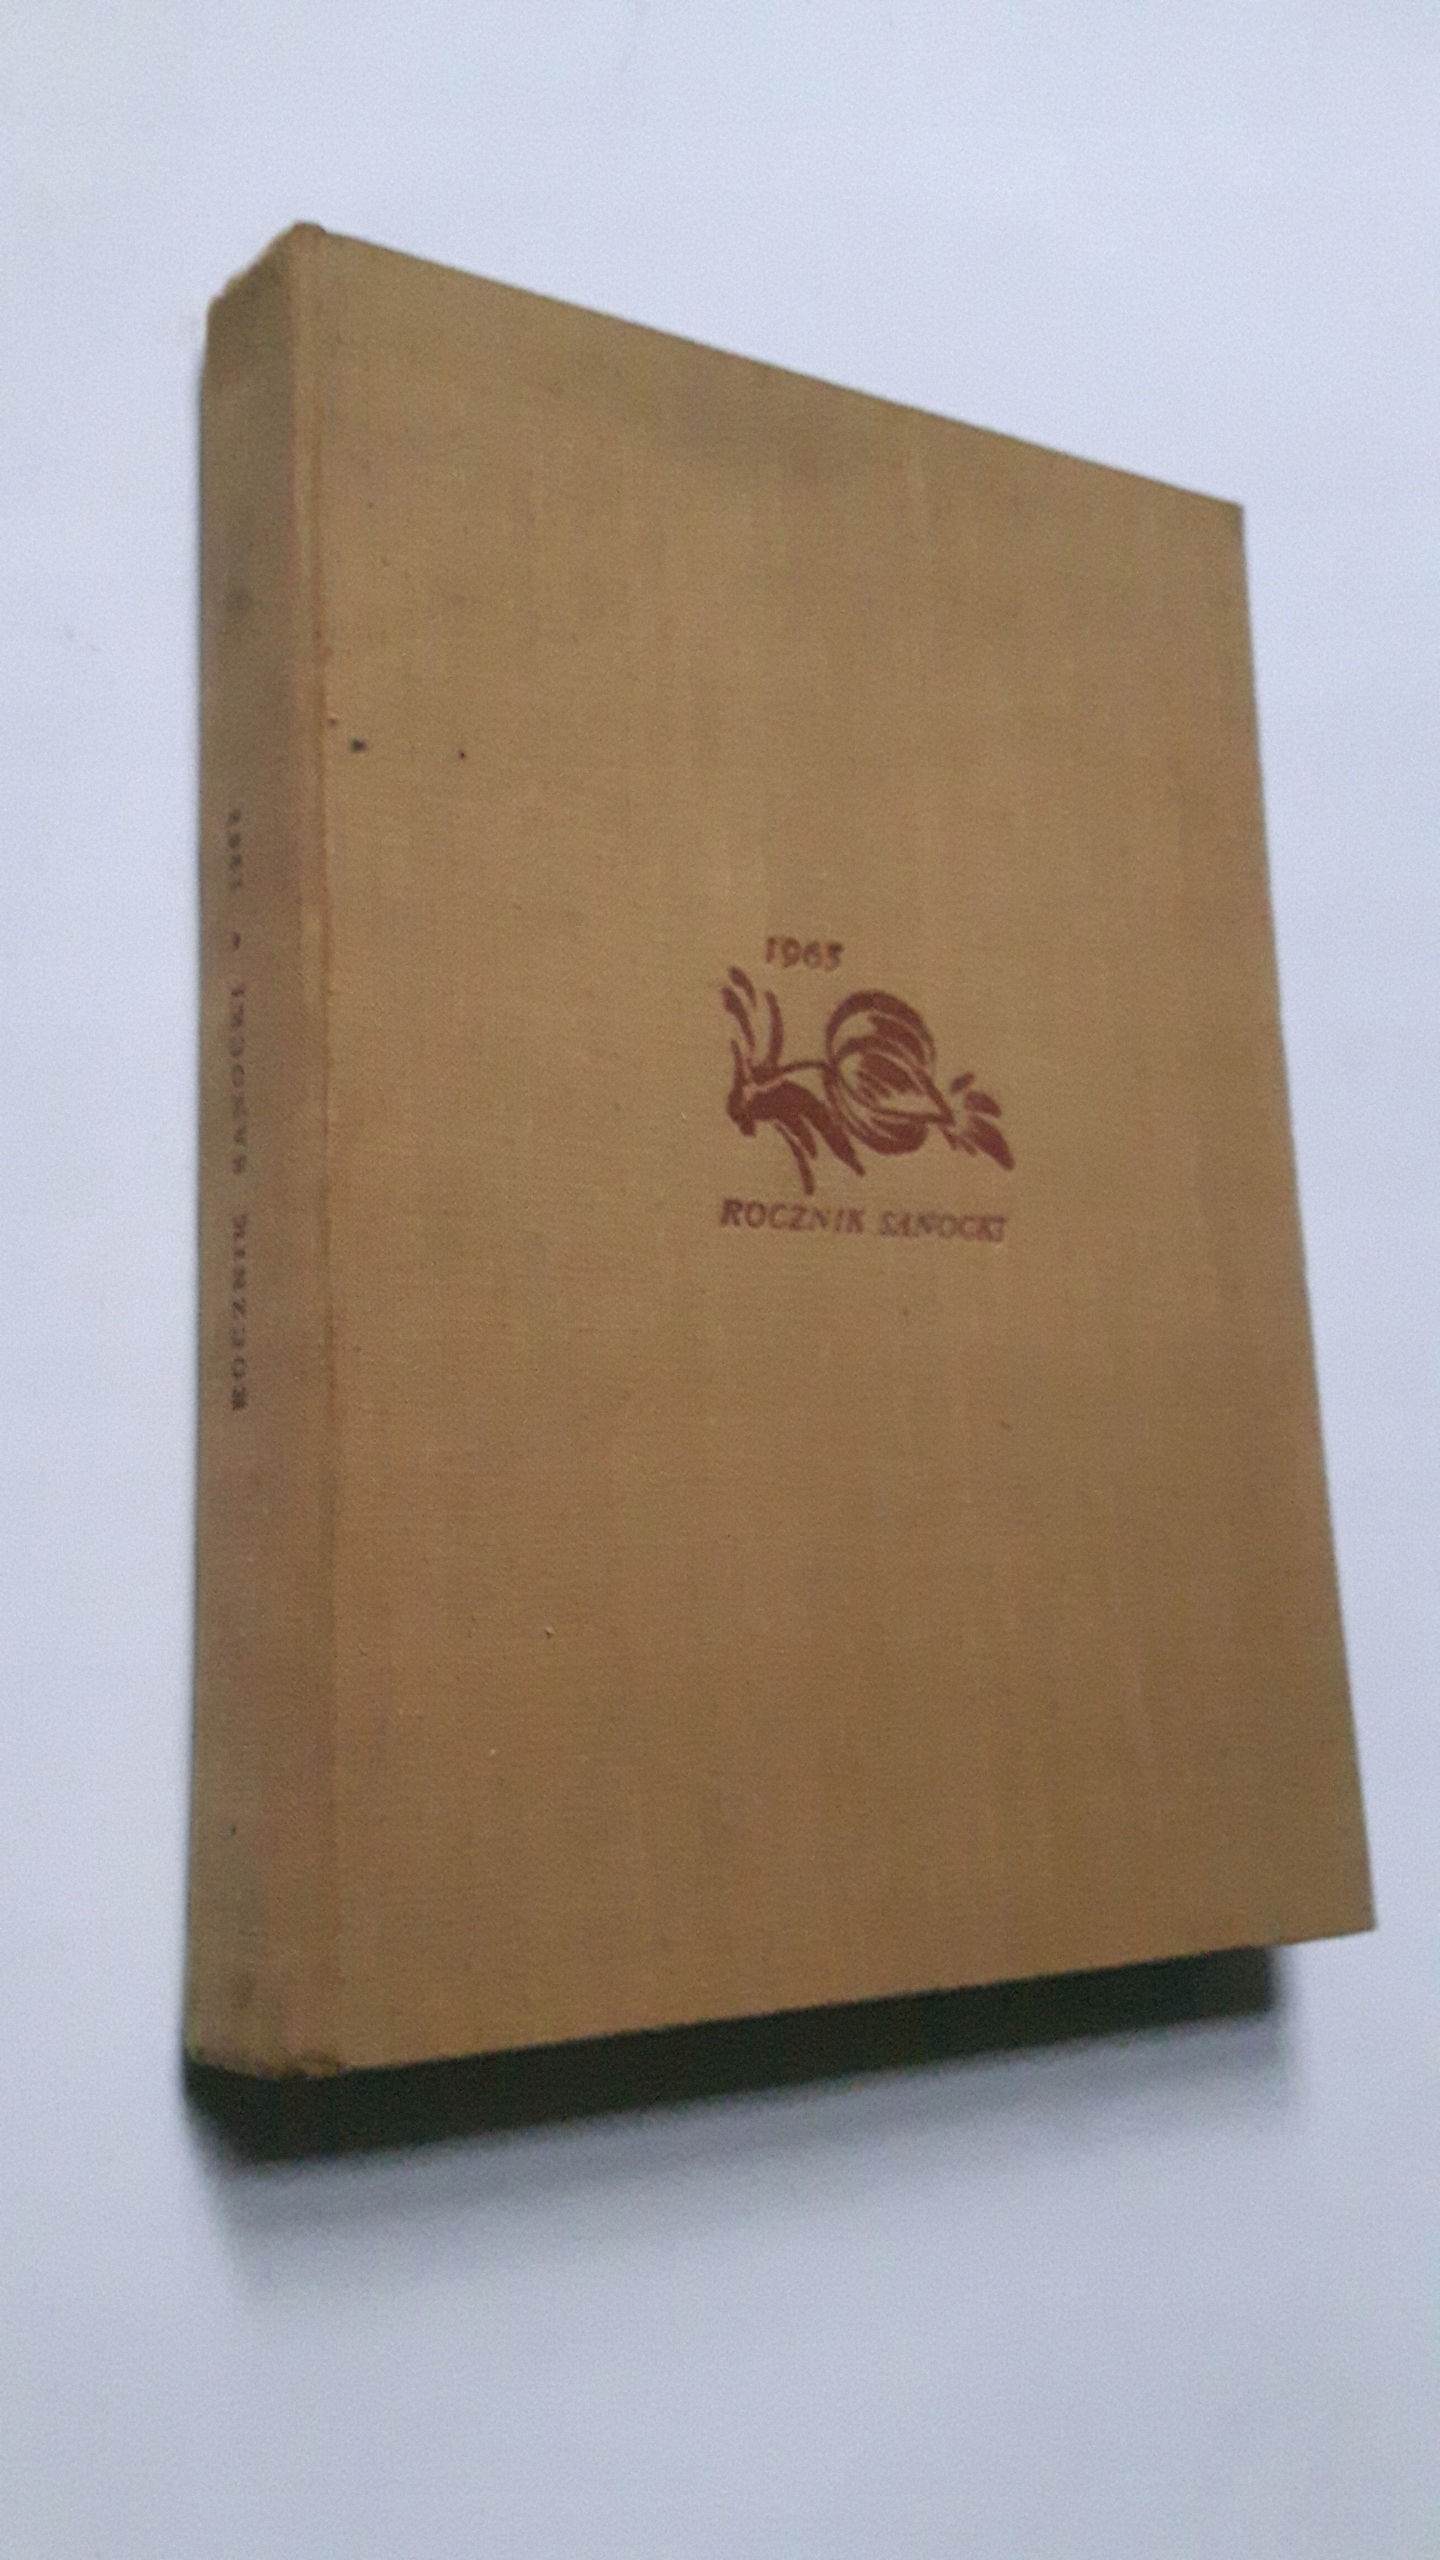 1963
ROCZNIK SANOCKI
ROCZNIK SANOCKI • 1963